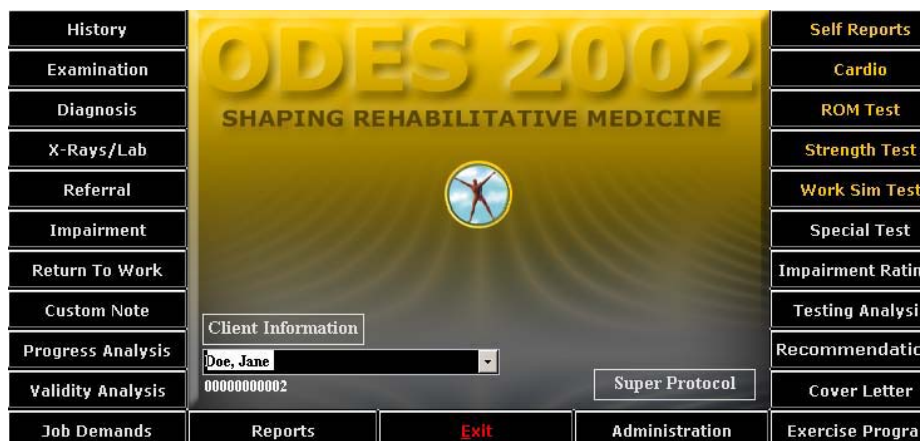 History
Examination
Diagnosis
X-Rays/Lab
Referral
Impairment
Return To Work
Custom Note
Progress Analysis
Validity Analysis
Job Demands
ODES 2002
SHAPING REHABILITATIVE MEDICINE
Client Information
Doe, Jane
00000000002
Super Protocol
Reports
Exit
Administration
Self Reports
Cardio
ROM Test
Strength Test
Work Sim Test
Special Test
Impairment Ratin
Testing Analysi
Recommendatio
Cover Letter
Exercise Progra